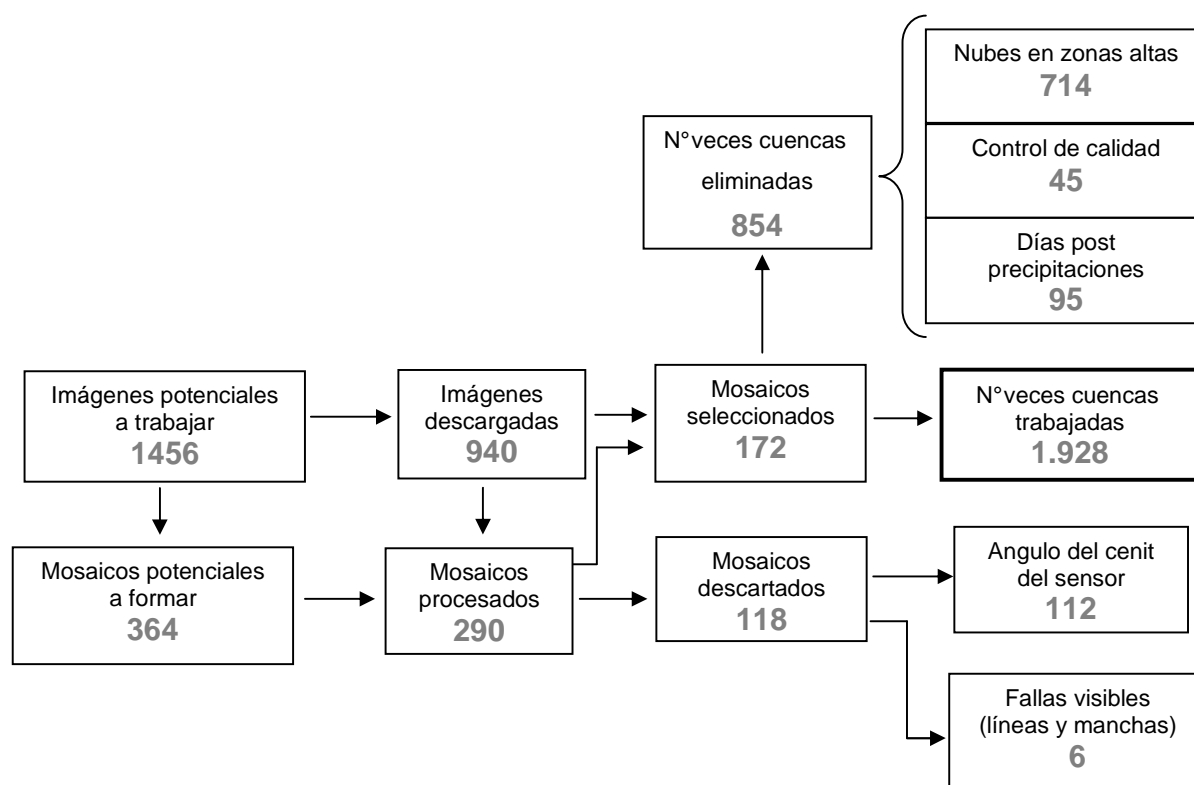 Nubes en zonas altas
714
N°veces cuencas
eliminadas
854
Control de calidad
45
Días post
precipitaciones
95
Imágenes potenciales
a trabajar
1456
Imágenes
descargadas
940
Mosaicos
seleccionados
172
N°veces cuencas
trabajadas
1.928
Mosaicos potenciales
a formar
364
Mosaicos
procesados
290
Mosaicos
descartados
118
Angulo del cenit
del sensor
112
Fallas visibles
(líneas y manchas)
6